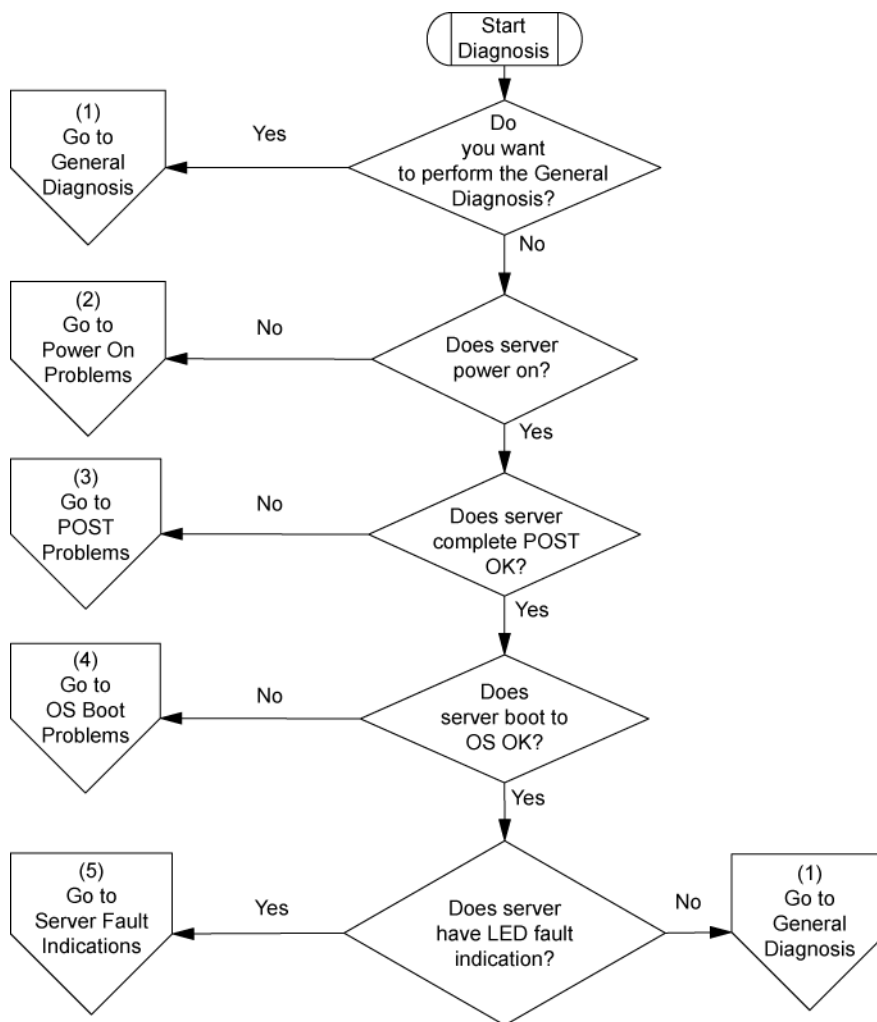 Start
Diagnosis
Do
you want
to perform the General
Diagnosis?
Yes
(1)
Go to
General
Diagnosis
No
Does server
power on?
No
(2)
Go to
Power On
Problems
Yes
Does server
complete POST
OK?
No
(3)
Go to
POST
Problems
Yes
Does
server boot to
OS OK?
No
(4)
Go to
OS Boot
Problems
Yes
Does server
have LED fault
indication?
Yes
(5)
Go to
Server Fault
Indications
No
(1)
Go to
General
Diagnosis